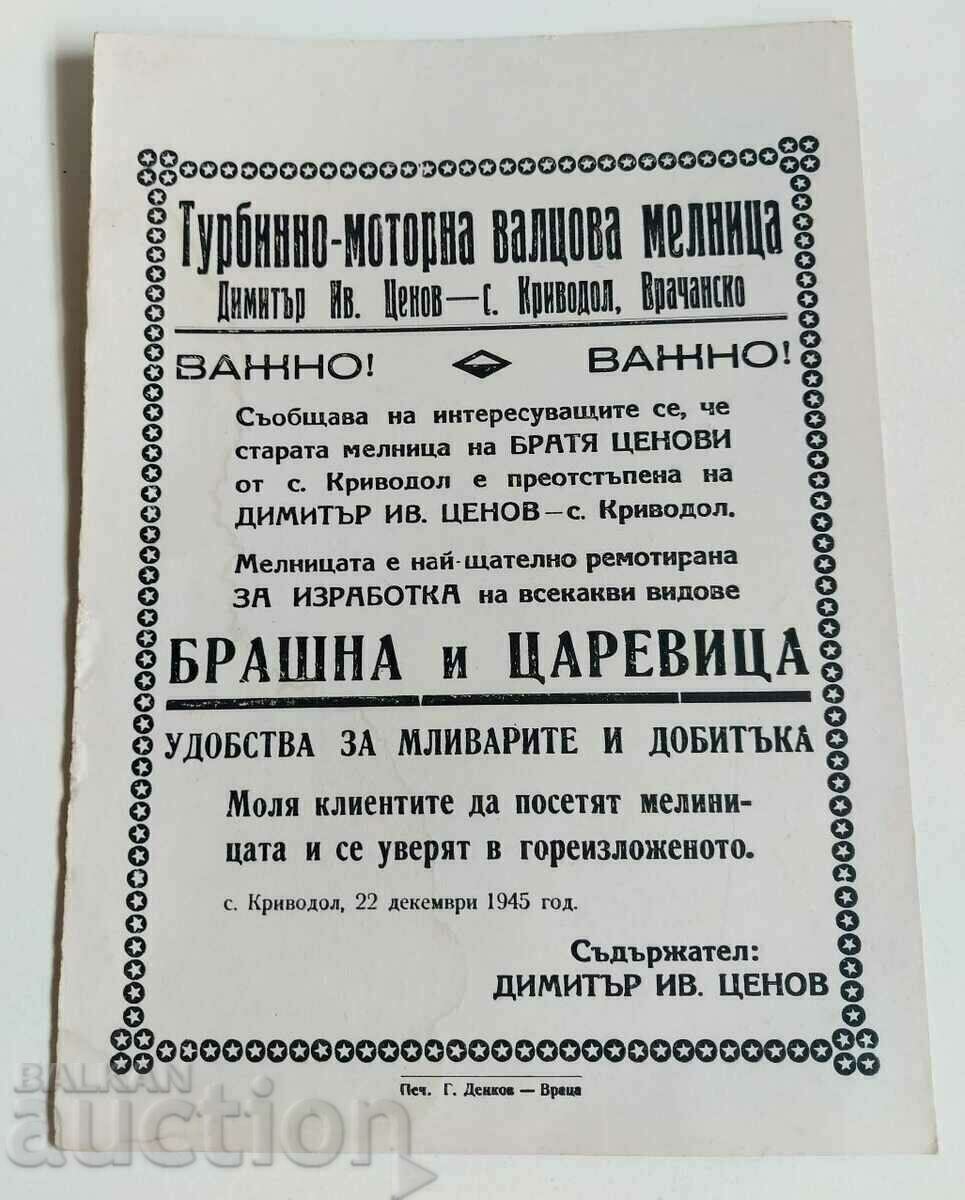 Турбинно-моторна валцова мелница
Димитър Ив. Ценов — с. Криводол, Врачанско
ВАЖНО! ВАЖНО!
Съобщава на интересуващите се, че
старата мелница на БРАТЯ ЦЕНОВИ
от с. Криводол е преотстъпена на
ДИМИТЪР ИВ. ЦЕНОВ — с. Криводол.
Мелницата е най-щателно ремотирана
ЗА ИЗРАБОТКА на всекакви видове
БРАШНА и ЦАРЕВИЦА
УДОБСТВА ЗА МЛИВАРИТЕ И ДОБИТЪКА
Моля клиентите да посетят мелини-
цата и се уверят в гореизложеното.
с. Криводол, 22 декември 1945 год.
Съдържател:
ДИМИТЪР ИВ. ЦЕНОВ
Печ. Г. Денков — Враца
BALKAN
auction